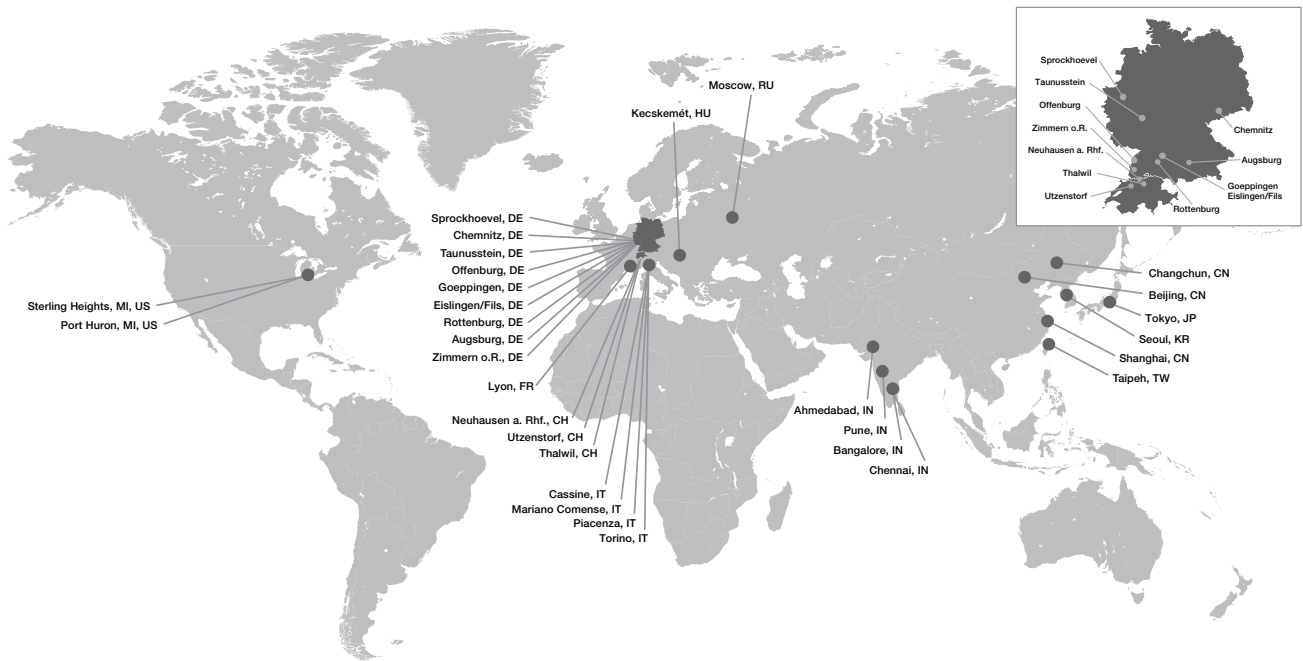 Moscow, RU
Kecskemét, HU
Sprockhoevel, DE
Chemnitz, DE
Taunusstein, DE
Offenburg, DE
Goeppingen, DE
Eislingen/Fils, DE
Rottenburg, DE
Augsburg, DE
Zimmern o.R., DE
Lyon, FR
Neuhausen a. Rhf., CH
Utzenstorf, CH
Thalwil, CH
Cassine, IT
Mariano Comense, IT
Piacenza, IT
Torino, IT
Sterling Heights, MI, US
Port Huron, MI, US
Ahmedabad, IN
Pune, IN
Bangalore, IN
Chennai, IN
Changchun, CN
Beijing, CN
Tokyo, JP
Seoul, KR
Shanghai, CN
Taipeh, TW
Sprockhoevel
Taunusstein
Offenburg
Zimmern o.R.
Neuhausen a. Rhf.
Thalwil
Utzenstorf
Chemnitz
Augsburg
Goeppingen
Eislingen/Fils
Rottenburg